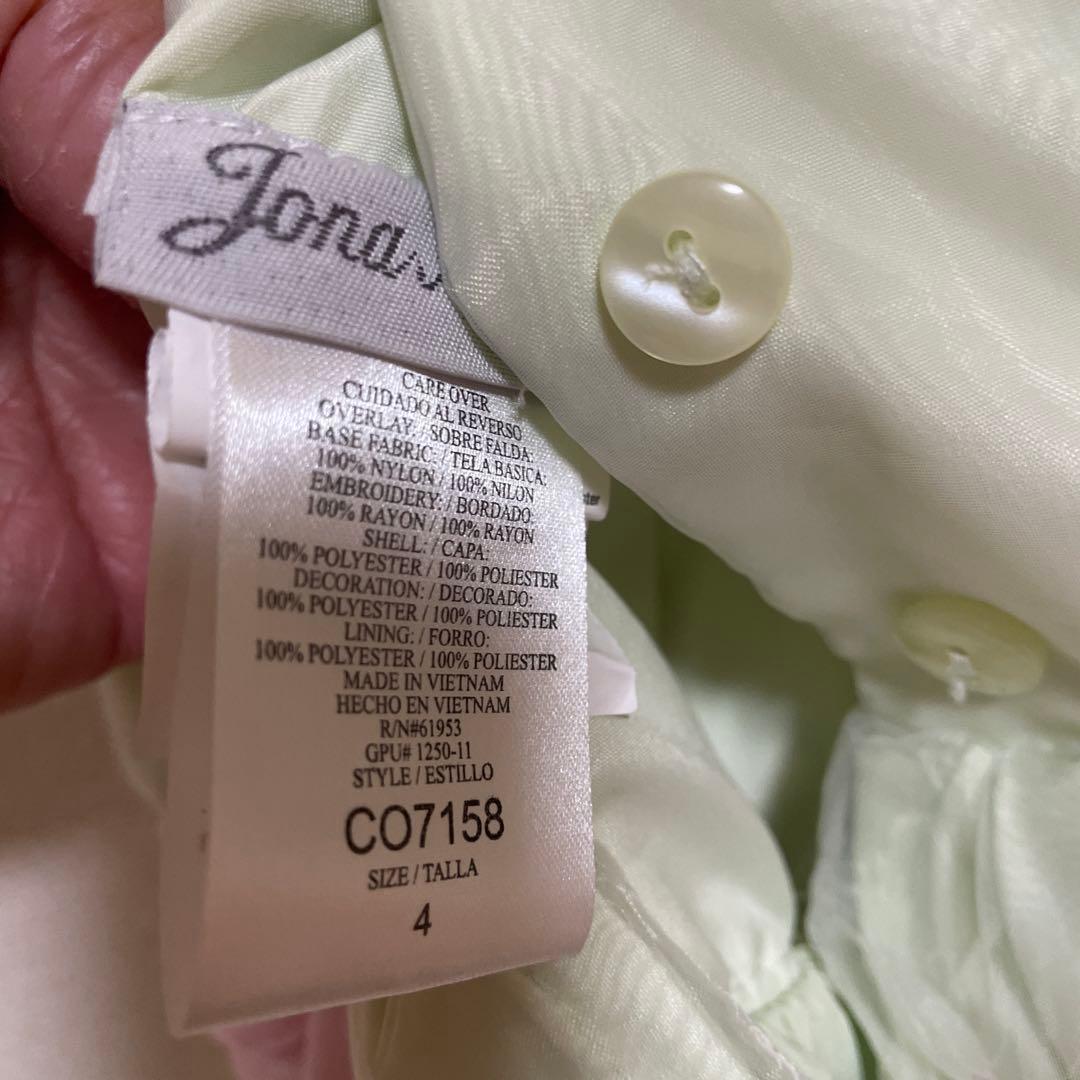 Jona
CARE OVER
CUIDADO AL REVERSO
OVERLAY: / SOBRE FALDA:
BASE FABRIC: / TELA BASICA:
100% NYLON / 100% NILON
EMBROIDERY: / BORDADO:
100% RAYON / 100% RAYON
SHELL: / CAPA:
100% POLYESTER / 100% POLIESTER
DECORATION: / DECORADO:
100% POLYESTER / 100% POLIESTER
LINING: / FORRO:
100% POLYESTER / 100% POLIESTER
MADE IN VIETNAM
HECHO EN VIETNAM
R/N#61953
GPU# 1250-11
STYLE / ESTILLO
CO7158
SIZE / TALLA
4